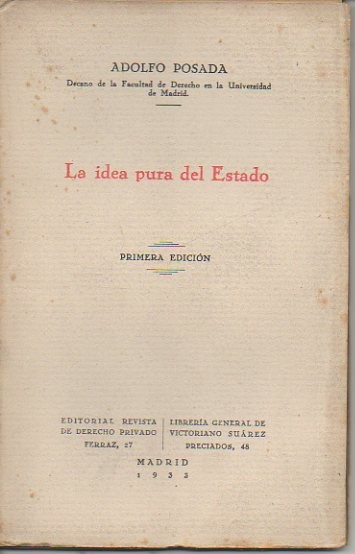 ADOLFO POSADA
Decano de la Facultad de Derecho en la Universidad
de Madrid.
La idea pura del Estado
PRIMERA EDICIÓN
EDITORIAL REVISTA
DE DERECHO PRIVADO
FERRAZ, 27
LIBRERÍA GENERAL DE
VICTORIANO SUÁREZ
PRECIADOS, 48
MADRID
1933